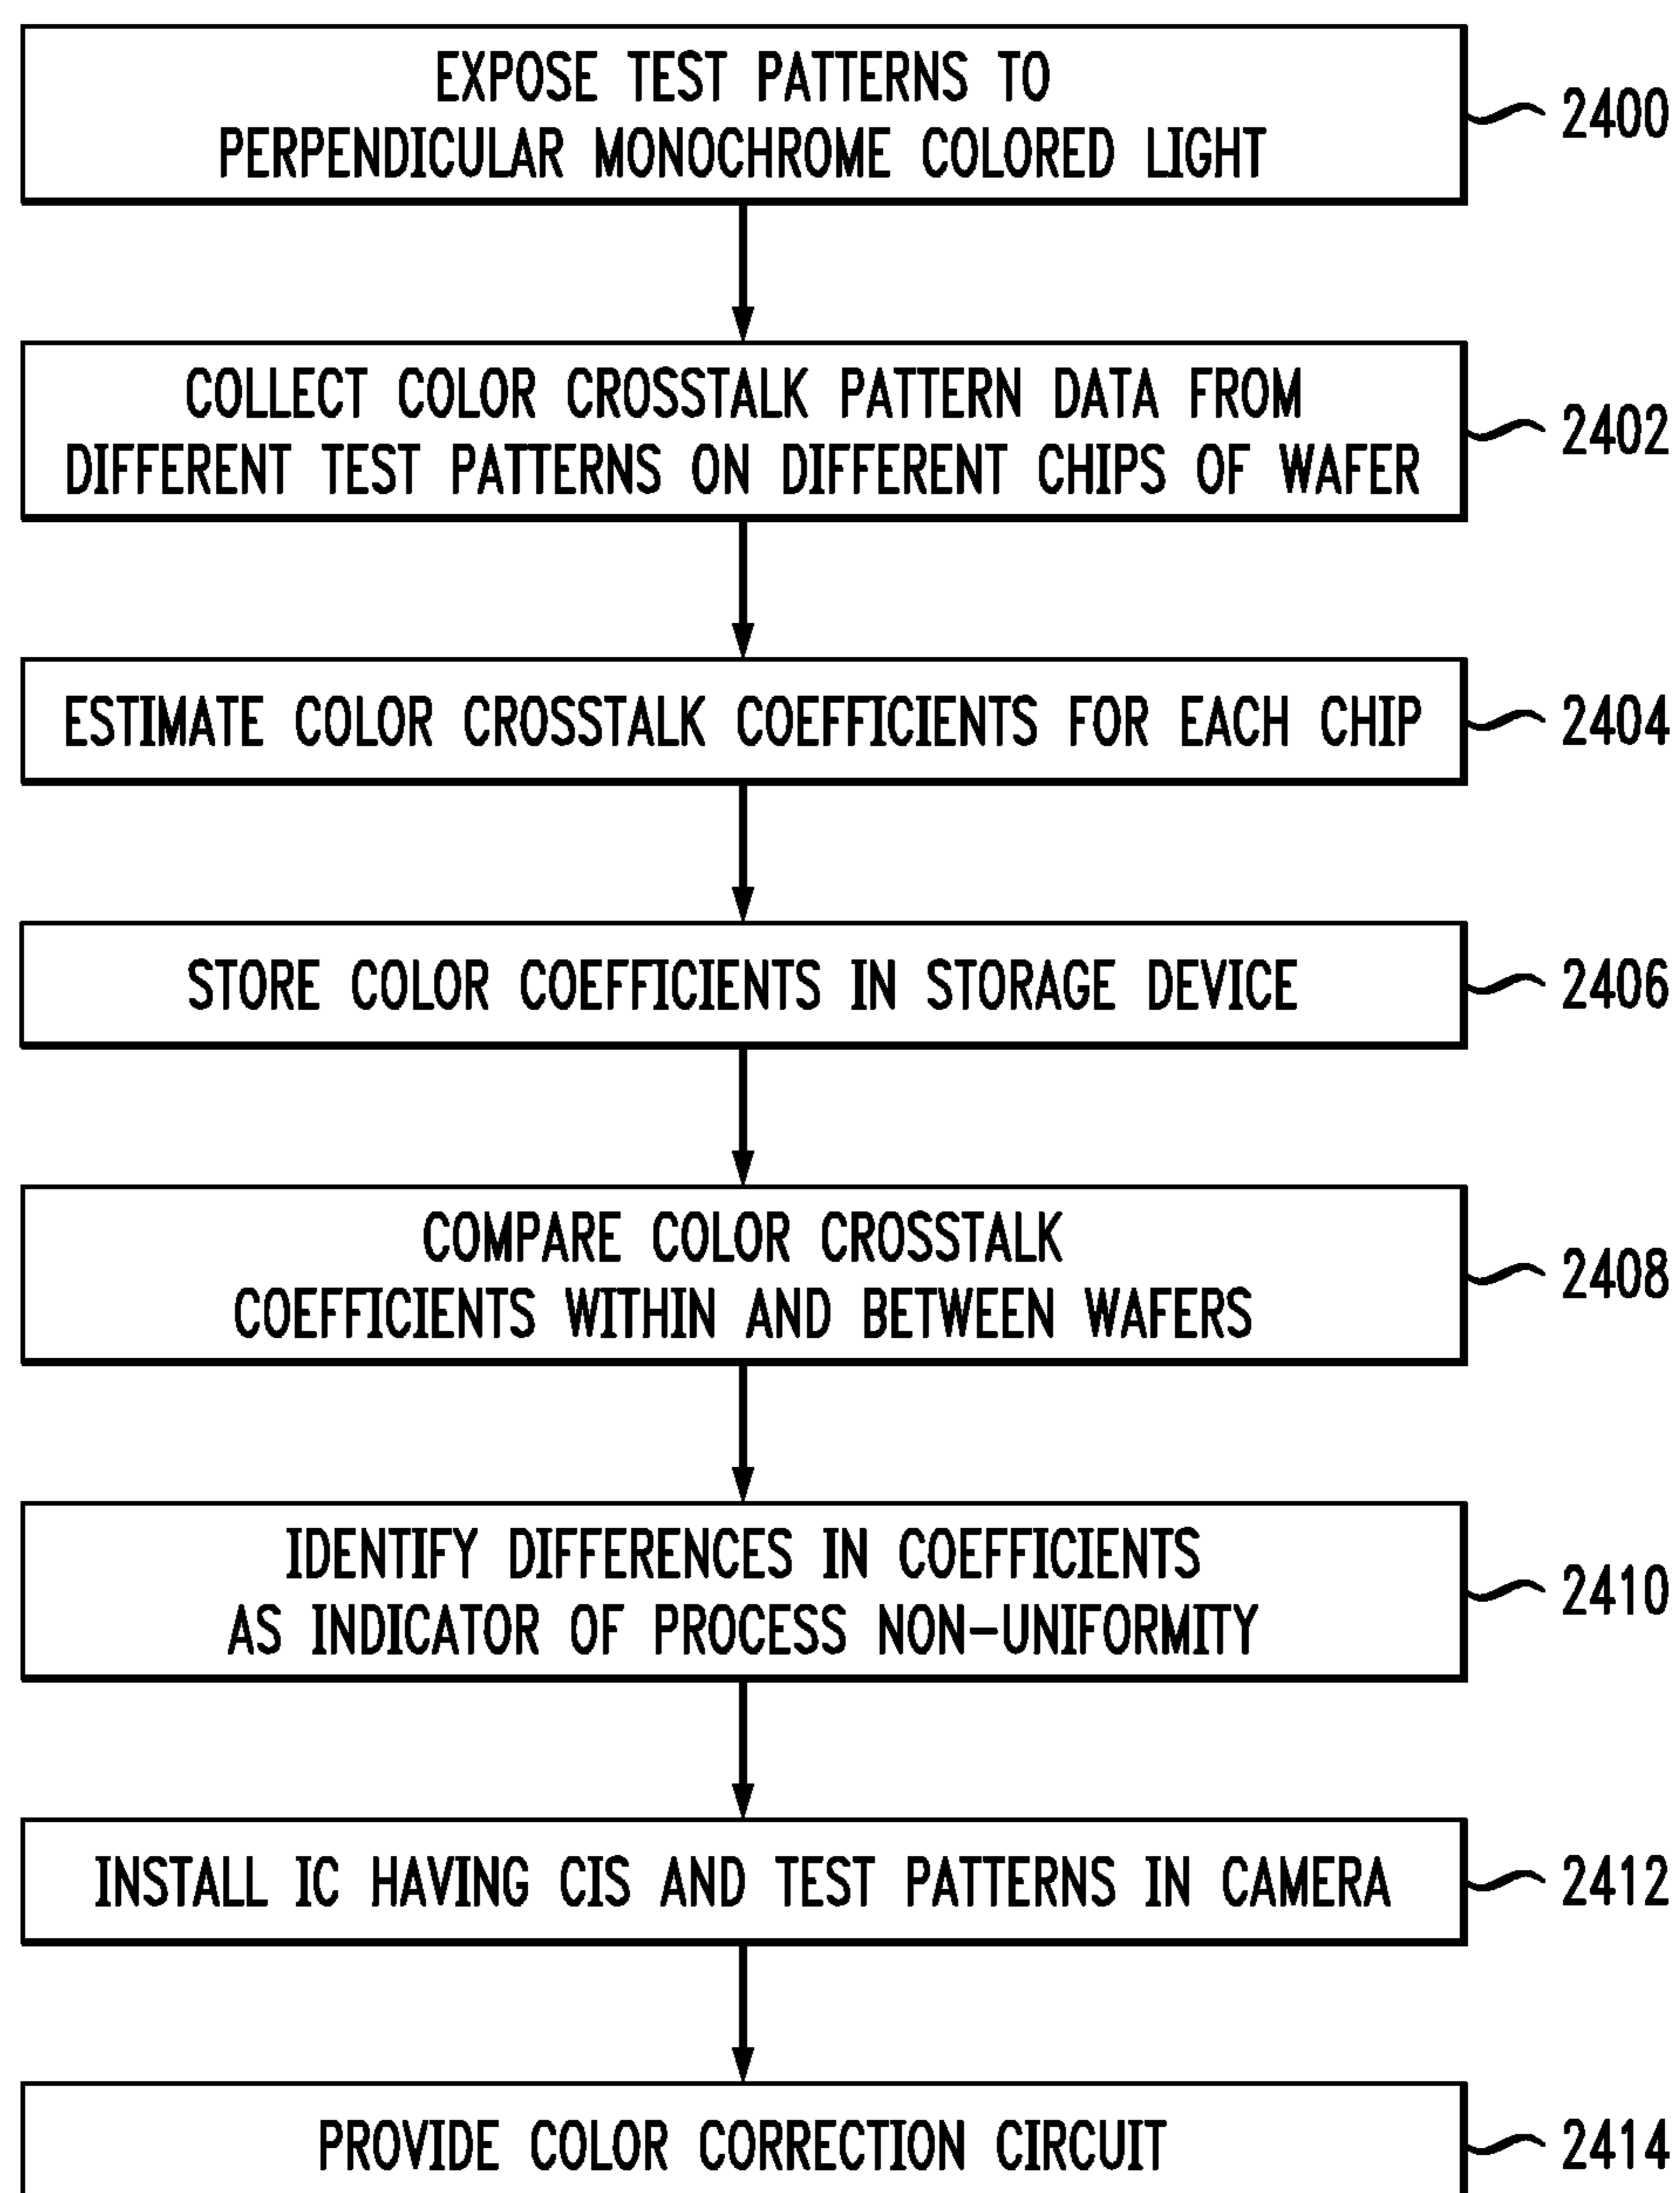 EXPOSE TEST PATTERNS TO
PERPENDICULAR MONOCHROME COLORED LIGHT
2400
COLLECT COLOR CROSSTALK PATTERN DATA FROM
DIFFERENT TEST PATTERNS ON DIFFERENT CHIPS OF WAFER
2402
ESTIMATE COLOR CROSSTALK COEFFICIENTS FOR EACH CHIP
2404
STORE COLOR COEFFICIENTS IN STORAGE DEVICE
2406
COMPARE COLOR CROSSTALK
COEFFICIENTS WITHIN AND BETWEEN WAFERS
2408
IDENTIFY DIFFERENCES IN COEFFICIENTS
AS INDICATOR OF PROCESS NON-UNIFORMITY
2410
INSTALL IC HAVING CIS AND TEST PATTERNS IN CAMERA
2412
PROVIDE COLOR CORRECTION CIRCUIT
2414